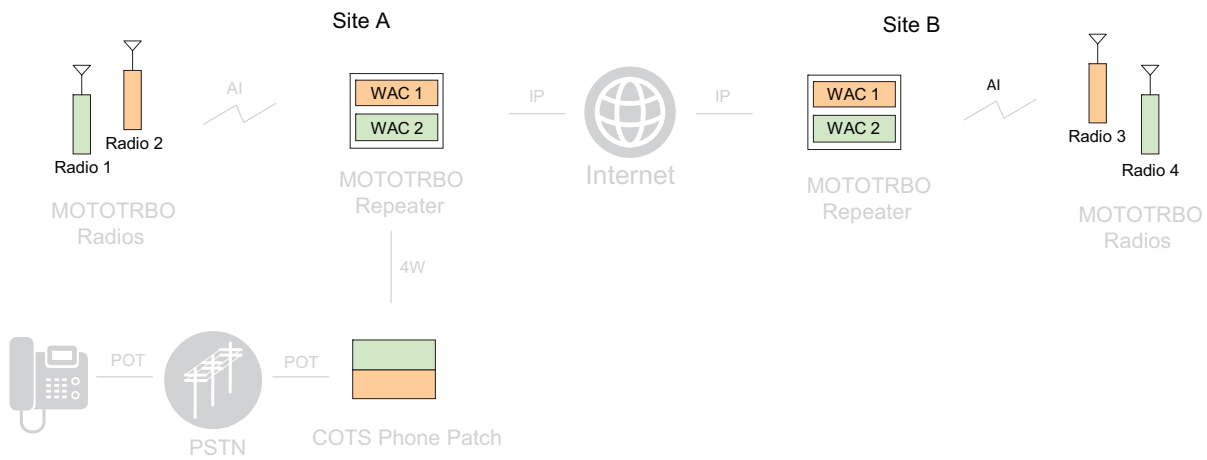 Site A
Site B
AI
WAC 1
WAC 2
IP
IP
WAC 1
WAC 2
AI
Radio 2
Radio 1
Radio 3
Radio 4
MOTOTRBO
Radios
MOTOTRBO
Repeater
Internet
MOTOTRBO
Repeater
MOTOTRBO
Radios
4W
POT
POT
PSTN
COTS Phone Patch